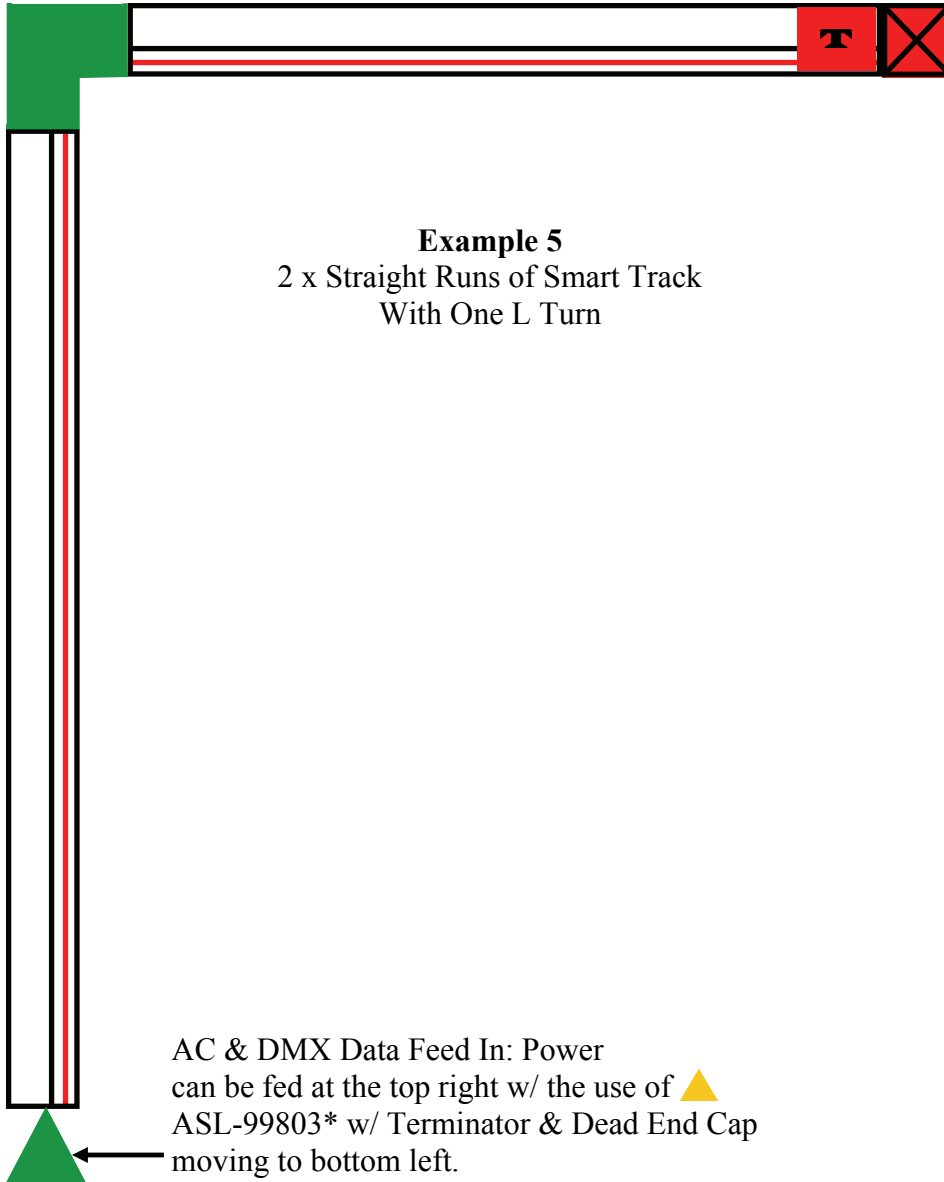 T
Example 5
2 x Straight Runs of Smart Track
With One L Turn
AC & DMX Data Feed In: Power
can be fed at the top right w/ the use of
ASL-99803* w/ Terminator & Dead End Cap
moving to bottom left.